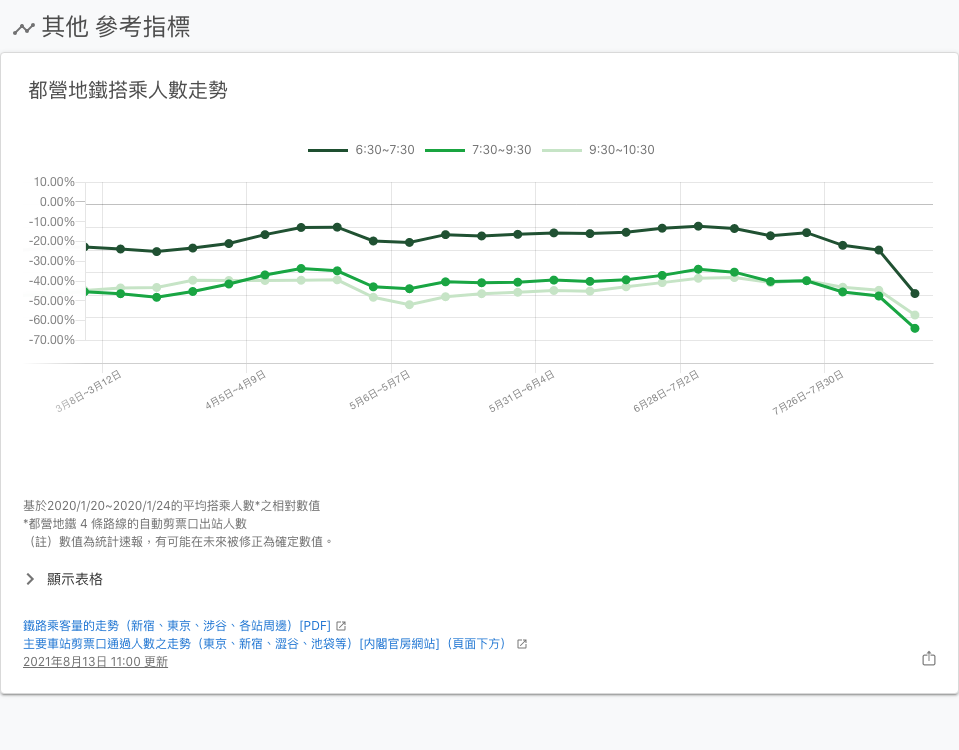 其他 參考指標
都營地鐵搭乘人數走勢
6:30~7:30 7:30~9:30 9:30~10:30
10.00%
0.00%
-10.00%
-20.00%
-30.00%
-40.00%
-50.00%
-60.00%
-70.00%
3月8日~3月12日 4月5日~4月9日 5月6日~5月7日 5月31日~6月4日 6月28日~7月2日 7月26日~7月30日
基於2020/1/20~2020/1/24的平均搭乘人數*之相對數值
*都營地鐵 4 條路線的自動剪票口出站人數
（註）數值為統計速報，有可能在未來被修正為確定數值。
顯示表格
鐵路乘客量的走勢（新宿、東京、涉谷、各站周邊）[PDF]
主要車站剪票口通過人數之走勢（東京、新宿、澀谷、池袋等）[内閣官房網站]（頁面下方）
2021年8月13日 11:00 更新